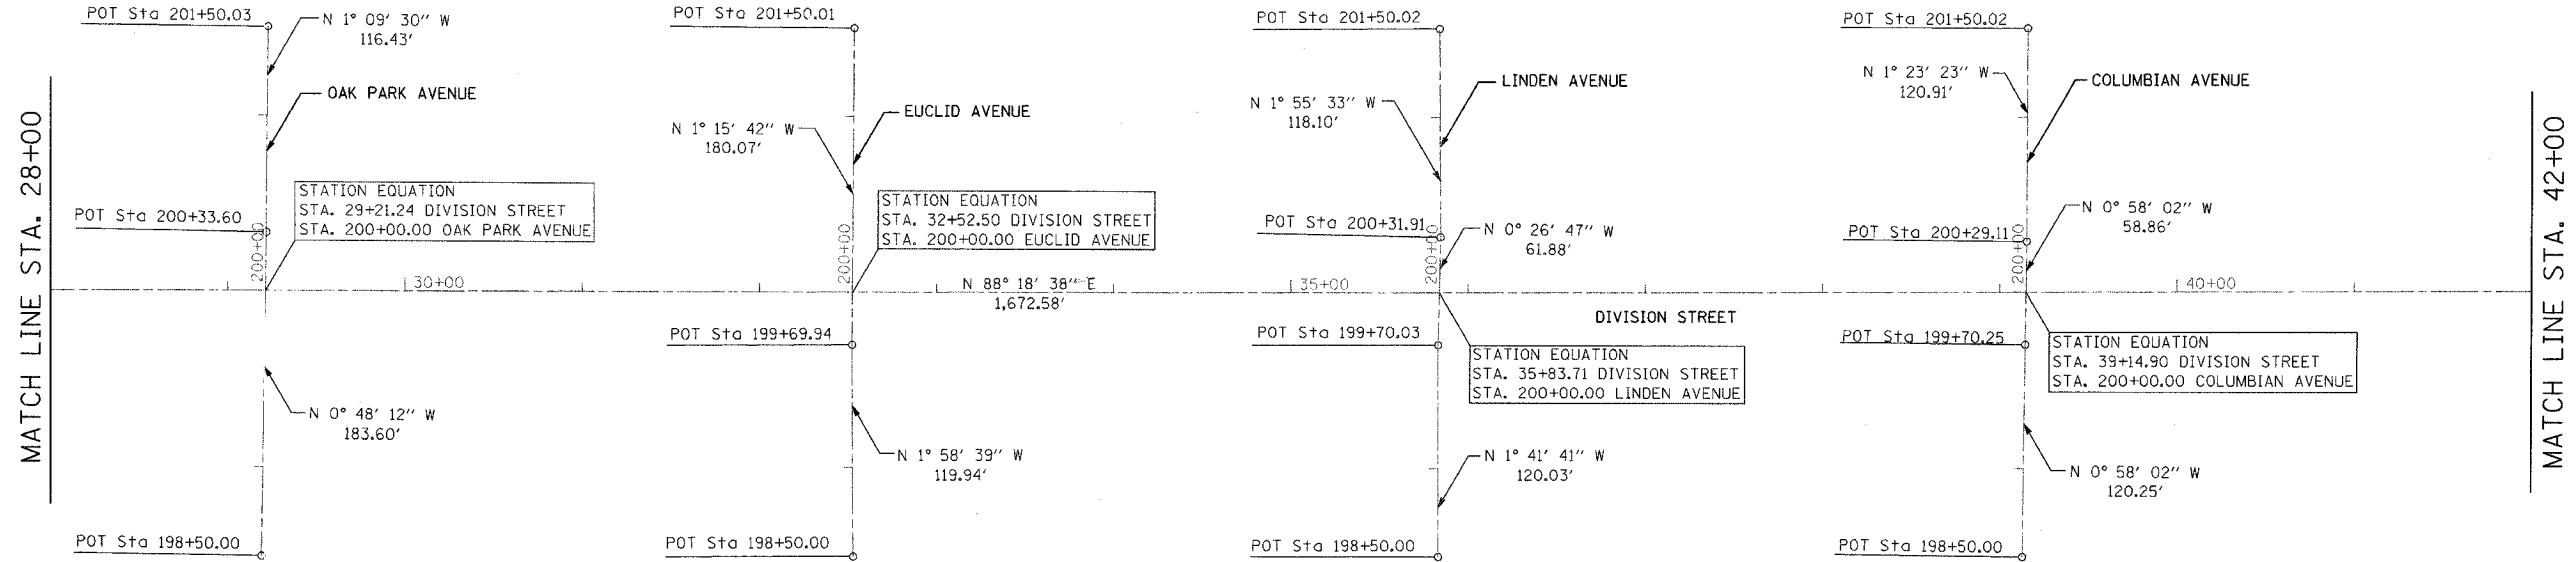 MATCH LINE STA. 28+00
POT Sta 201+50.03
N 1° 09' 30'' W
116.43'
OAK PARK AVENUE
STATION EQUATION
STA. 29+21.24 DIVISION STREET
STA. 200+00.00 OAK PARK AVENUE
POT Sta 200+33.60
200+00
30+00
N 0° 48' 12'' W
183.60'
POT Sta 198+50.00
POT Sta 201+50.01
EUCLID AVENUE
N 1° 15' 42'' W
180.07'
STATION EQUATION
STA. 32+52.50 DIVISION STREET
STA. 200+00.00 EUCLID AVENUE
200+00
N 88° 18' 38'' E
1,672.58'
POT Sta 199+69.94
N 1° 58' 39'' W
119.94'
POT Sta 198+50.00
POT Sta 201+50.02
LINDEN AVENUE
N 1° 55' 33'' W
118.10'
POT Sta 200+31.91
200+00
N 0° 26' 47'' W
61.88'
35+00
DIVISION STREET
POT Sta 199+70.03
STATION EQUATION
STA. 35+83.71 DIVISION STREET
STA. 200+00.00 LINDEN AVENUE
N 1° 41' 41'' W
120.03'
POT Sta 198+50.00
POT Sta 201+50.02
N 1° 23' 23'' W
120.91'
COLUMBIAN AVENUE
N 0° 58' 02'' W
58.86'
POT Sta 200+29.11
200+00
40+00
POT Sta 199+70.25
STATION EQUATION
STA. 39+14.90 DIVISION STREET
STA. 200+00.00 COLUMBIAN AVENUE
N 0° 58' 02'' W
120.25'
POT Sta 198+50.00
MATCH LINE STA. 42+00